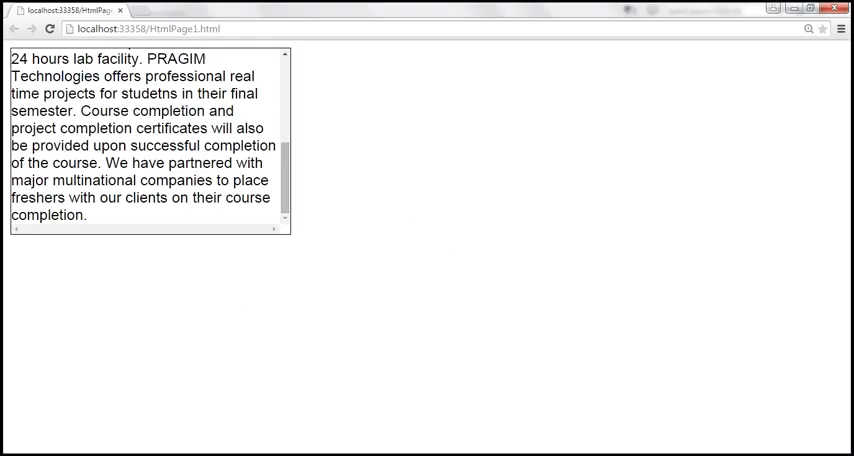 localhost:33358/HtmlPag
localhost:33358/HtmlPage1.html
24 hours lab facility. PRAGIM
Technologies offers professional real
time projects for studetns in their final
semester. Course completion and
project completion certificates will also
be provided upon successful completion
of the course. We have partnered with
major multinational companies to place
freshers with our clients on their course
completion.